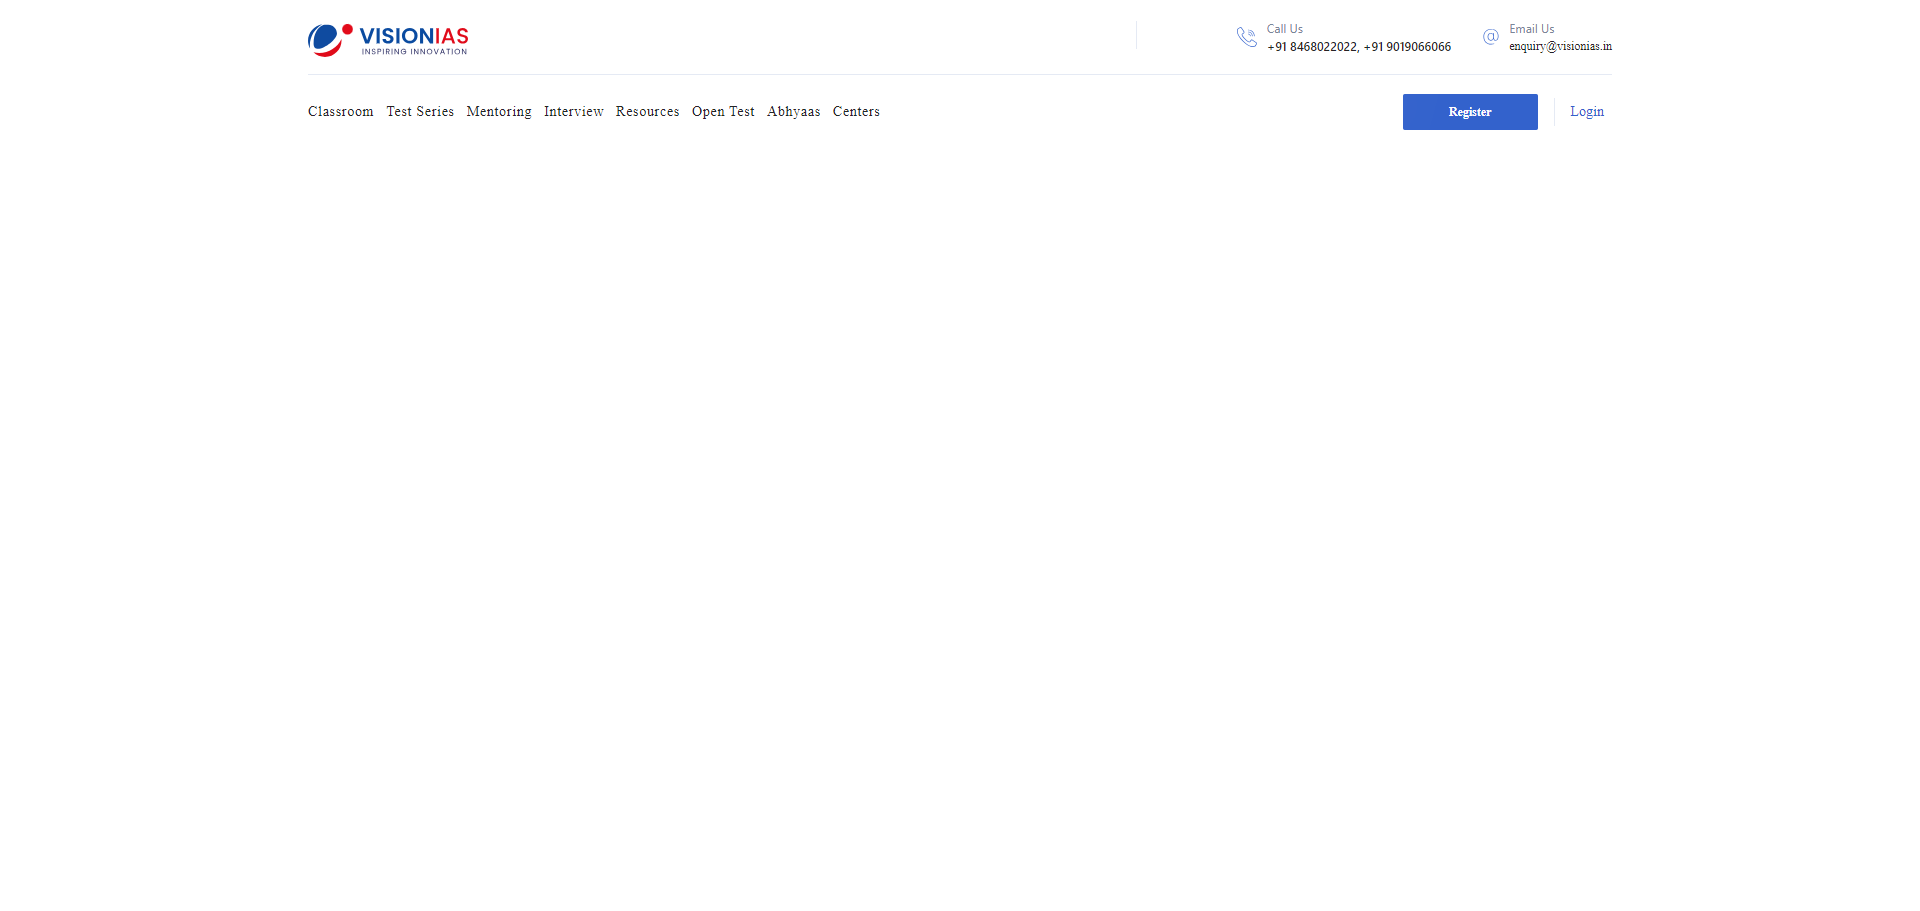 VISIONIAS
INSPIRING INNOVATION
Call Us
+91 8468022022, +91 9019066066
Email Us
enquiry@visionias.in
Classroom Test Series Mentoring Interview Resources Open Test Abhyaas Centers
Register
Login